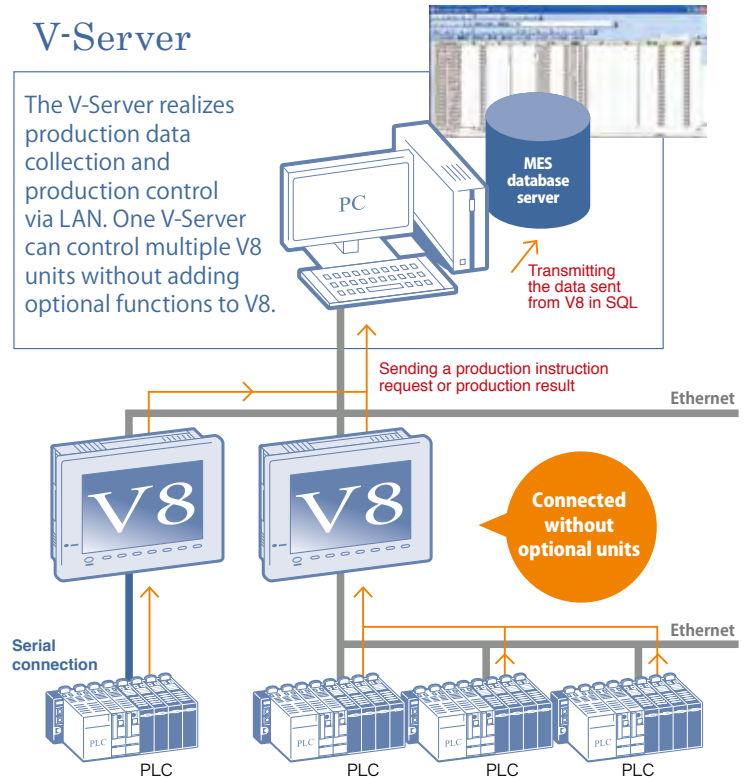 V-Server
The V-Server realizes
production data
collection and
production control
via LAN. One V-Server
can control multiple V8
units without adding
optional functions to V8.
PC
MES
database
server
Transmitting
the data sent
from V8 in SQL
Sending a production instruction
request or production result
Ethernet
V8
V8
Connected
without
optional units
Serial
connection
Ethernet
PLC
PLC
PLC
PLC
PLC
PLC
PLC
PLC